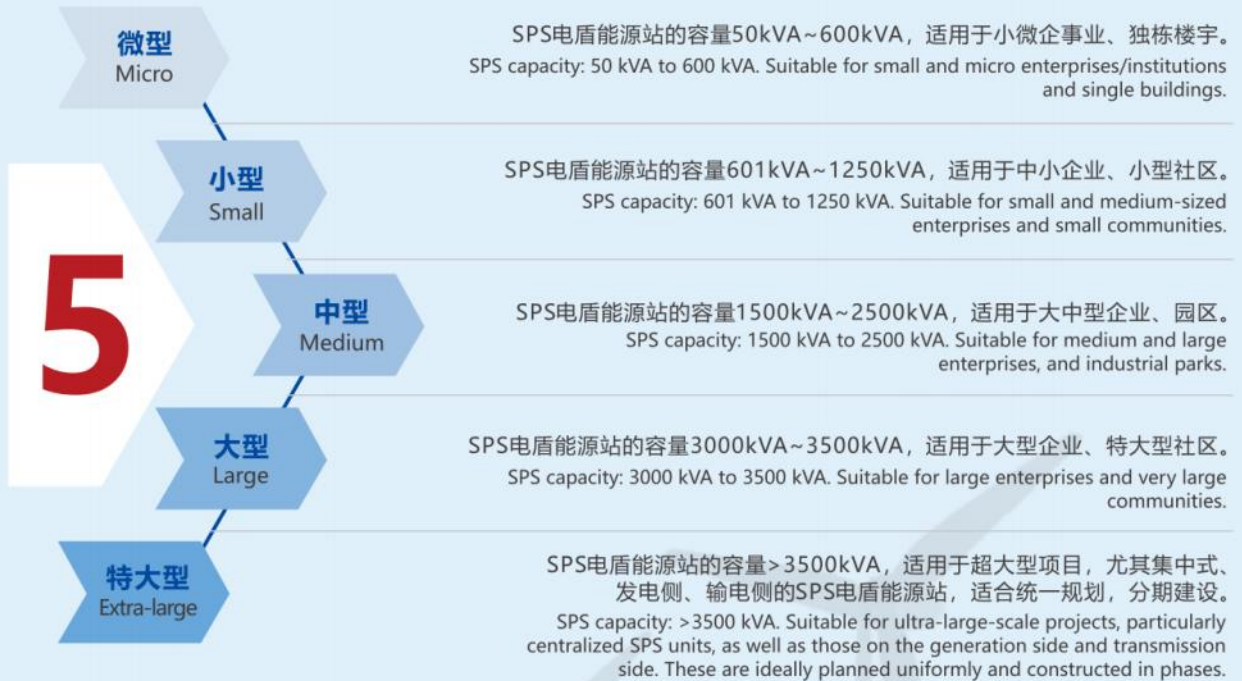 微型
Micro
SPS电盾能源站的容量50kVA~600kVA，适用于小微企事业、独栋楼宇。
SPS capacity: 50 kVA to 600 kVA. Suitable for small and micro enterprises/institutions
and single buildings.
小型
Small
SPS电盾能源站的容量601kVA~1250kVA，适用于中小企业、小型社区。
SPS capacity: 601 kVA to 1250 kVA. Suitable for small and medium-sized
enterprises and small communities.
5
中型
Medium
SPS电盾能源站的容量1500kVA~2500kVA，适用于大中型企业、园区。
SPS capacity: 1500 kVA to 2500 kVA. Suitable for medium and large
enterprises, and industrial parks.
大型
Large
SPS电盾能源站的容量3000kVA~3500kVA，适用于大型企业、特大型社区。
SPS capacity: 3000 kVA to 3500 kVA. Suitable for large enterprises and very large
communities.
特大型
Extra-large
SPS电盾能源站的容量>3500kVA，适用于超大型项目，尤其集中式、
发电侧、输电侧的SPS电盾能源站，适合统一规划，分期建设。
SPS capacity: >3500 kVA. Suitable for ultra-large-scale projects, particularly
centralized SPS units, as well as those on the generation side and transmission
side. These are ideally planned uniformly and constructed in phases.